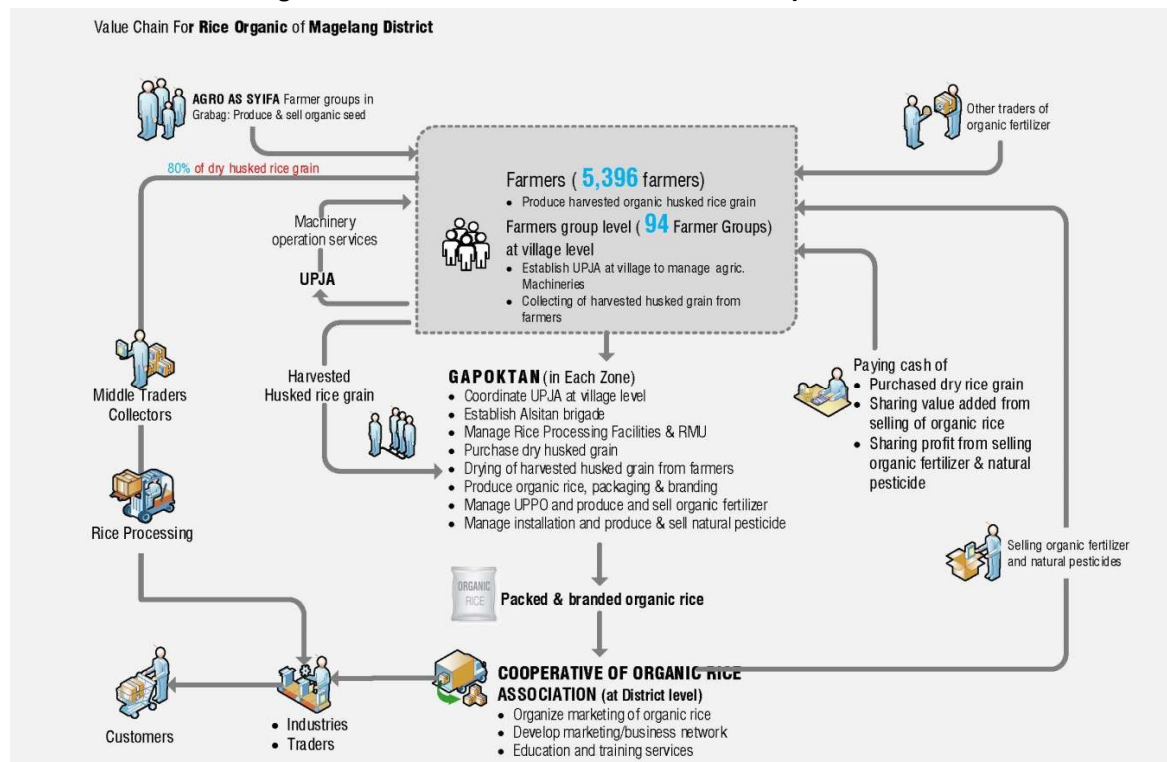 Value Chain For Rice Organic of Magelang District
AGRO AS SYIFA Farmer groups in
Grabag: Produce & sell organic seed
Other traders of
organic fertilizer
80% of dry husked rice grain
Farmers ( 5,396 farmers)
• Produce harvested organic husked rice grain
Farmers group level ( 94 Farmer Groups)
at village level
• Establish UPJA at village to manage agric.
Machineries
• Collecting of harvested husked grain from
farmers
Machinery
operation services
UPJA
Middle Traders
Collectors
Harvested
Husked rice grain
GAPOKTAN (in Each Zone)
• Coordinate UPJA at village level
• Establish Alsitan brigade
• Manage Rice Processing Facilities & RMU
• Purchase dry husked grain
• Drying of harvested husked grain from farmers
• Produce organic rice, packaging & branding
• Manage UPPO and produce and sell organic fertilizer
• Manage installation and produce & sell natural pesticide
Paying cash of
• Purchased dry rice grain
• Sharing value added from
selling of organic rice
• Sharing profit from selling
organic fertilizer & natural
pesticide
Rice Processing
Selling organic fertilizer
and natural pesticides
ORGANIC
RICE
Packed & branded organic rice
COOPERATIVE OF ORGANIC RICE
ASSOCIATION (at District level)
• Organize marketing of organic rice
• Develop marketing/business network
• Education and training services
• Industries
• Traders
Customers